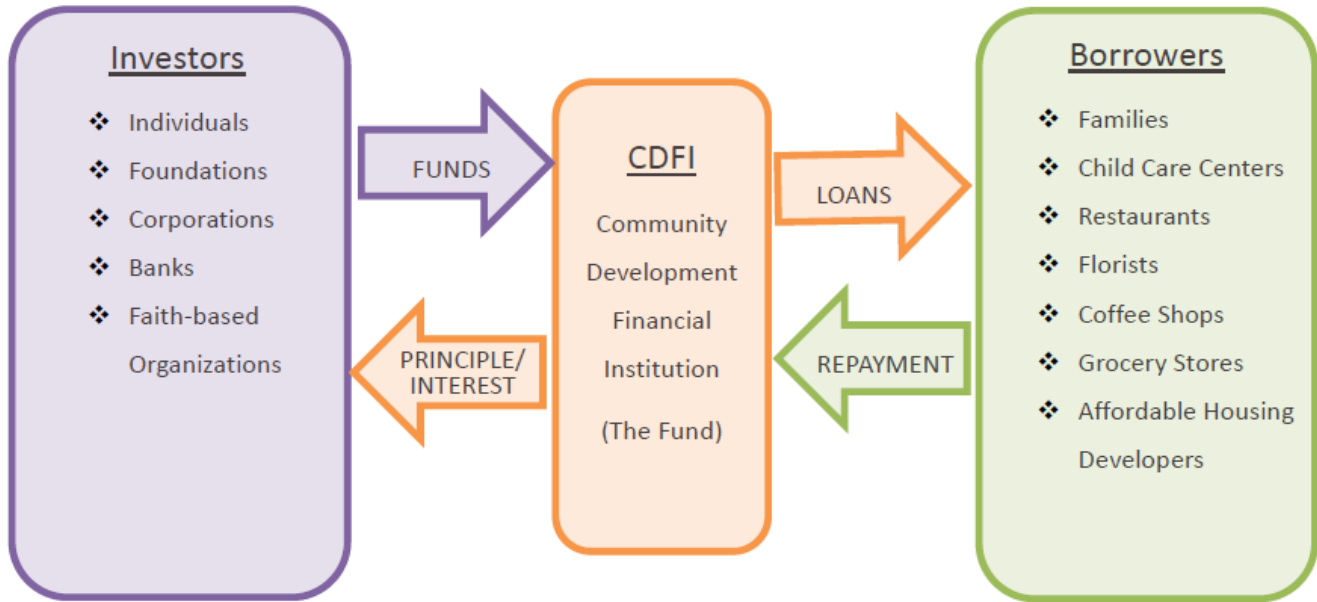 Investors
❖ Individuals
❖ Foundations
❖ Corporations
❖ Banks
❖ Faith-based
Organizations
FUNDS
PRINCIPLE/
INTEREST
CDFI
Community
Development
Financial
Institution
(The Fund)
LOANS
REPAYMENT
Borrowers
❖ Families
❖ Child Care Centers
❖ Restaurants
❖ Florists
❖ Coffee Shops
❖ Grocery Stores
❖ Affordable Housing
Developers